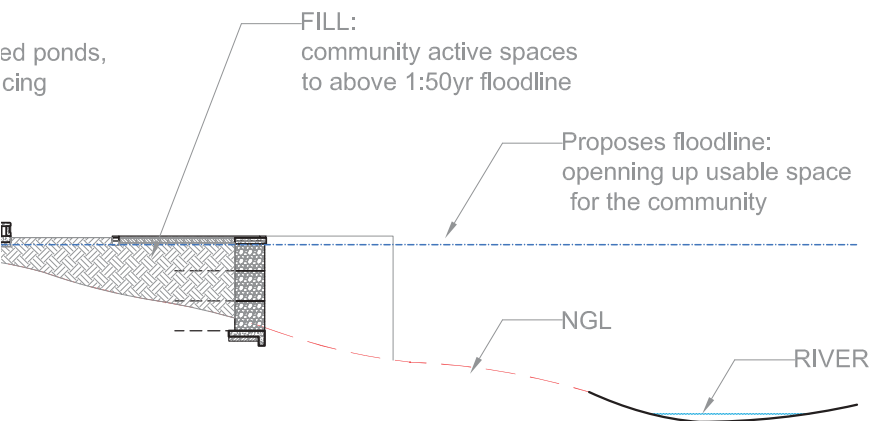 FILL:
community active spaces
to above 1:50yr floodline
ed ponds,
cing
Proposes floodline:
openning up usable space
for the community
NGL
RIVER